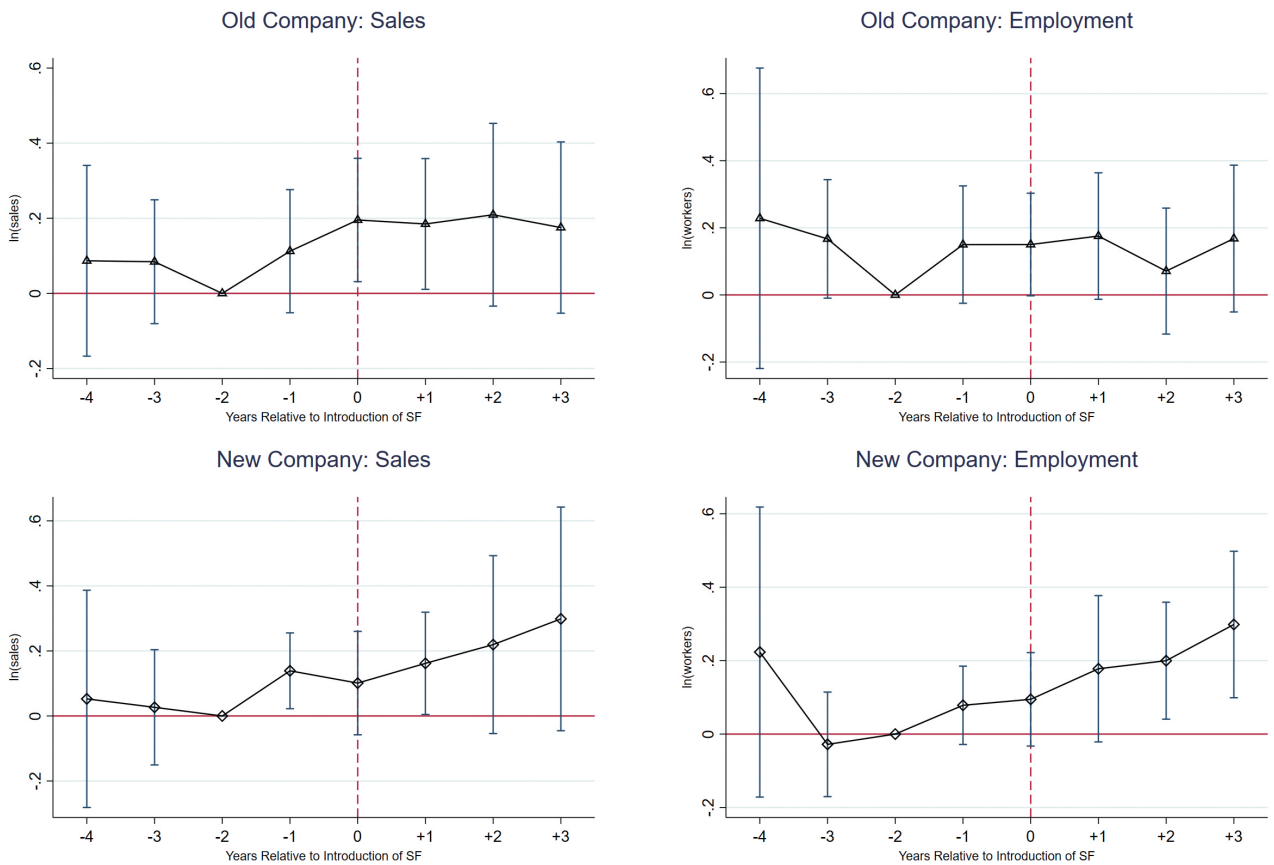 Old Company: Sales
ln(sales)
.6
.4
.2
0
-.2
-4 -3 -2 -1 0 +1 +2 +3
Years Relative to Introduction of SF
Old Company: Employment
ln(workers)
.6
.4
.2
0
-.2
-4 -3 -2 -1 0 +1 +2 +3
Years Relative to Introduction of SF
New Company: Sales
ln(sales)
.6
.4
.2
0
-.2
-4 -3 -2 -1 0 +1 +2 +3
Years Relative to Introduction of SF
New Company: Employment
ln(workers)
.6
.4
.2
0
-.2
-4 -3 -2 -1 0 +1 +2 +3
Years Relative to Introduction of SF